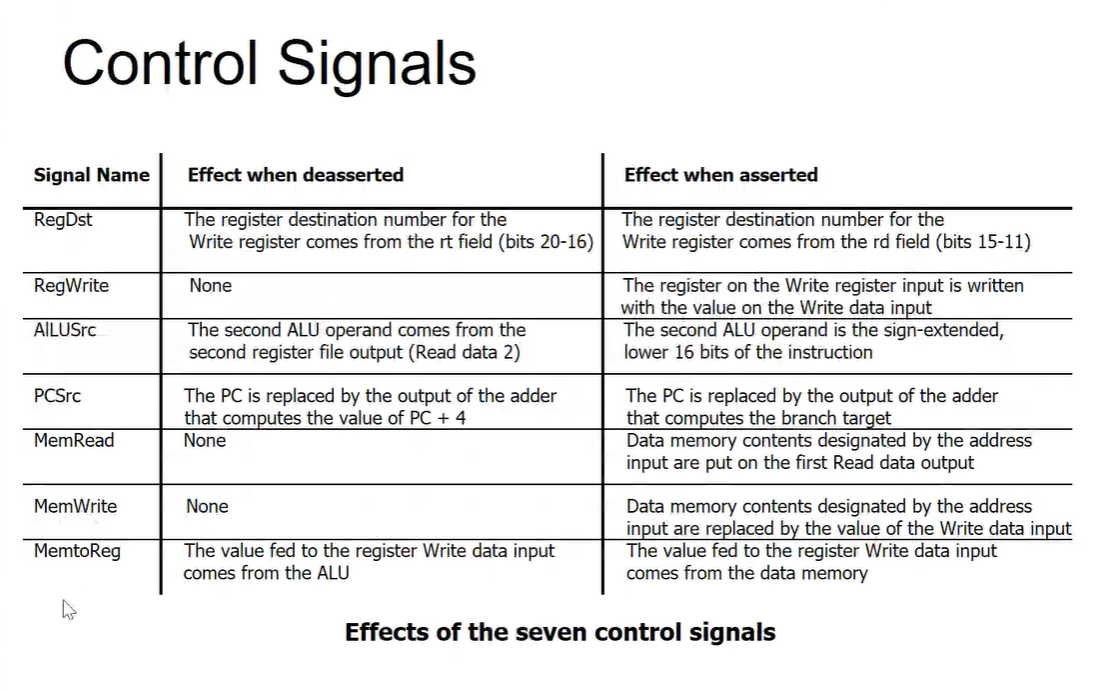 Control Signals
Signal Name Effect when deasserted Effect when asserted
RegDst The register destination number for the The register destination number for the
Write register comes from the rt field (bits 20-16) Write register comes from the rd field (bits 15-11)
RegWrite None The register on the Write register input is written
with the value on the Write data input
AlLUSrc The second ALU operand comes from the The second ALU operand is the sign-extended,
second register file output (Read data 2) lower 16 bits of the instruction
PCSrc The PC is replaced by the output of the adder The PC is replaced by the output of the adder
that computes the value of PC + 4 that computes the branch target
MemRead None Data memory contents designated by the address
input are put on the first Read data output
MemWrite None Data memory contents designated by the address
input are replaced by the value of the Write data input
MemtoReg The value fed to the register Write data input The value fed to the register Write data input
comes from the ALU comes from the data memory
Effects of the seven control signals